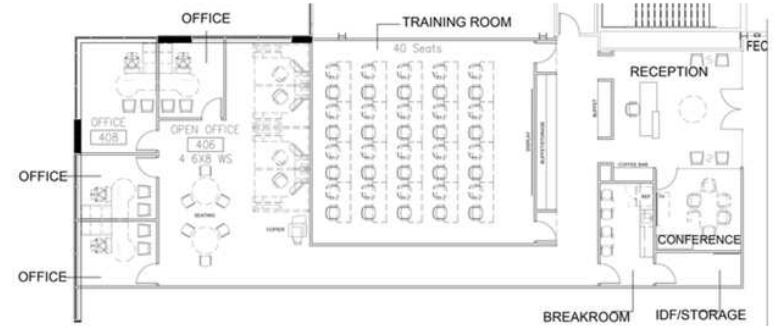 OFFICE
TRAINING ROOM
40 Seats
FEC
RECEPTION
OFFICE
408
OPEN OFFICE
406
4 6X8 WS
DISPLAY
BUFFET/STORAGE
BUFFET
OFFICE
COFFEE BAR
REF
SEATING
COPIER
CONFERENCE
OFFICE
BREAKROOM
IDF/STORAGE